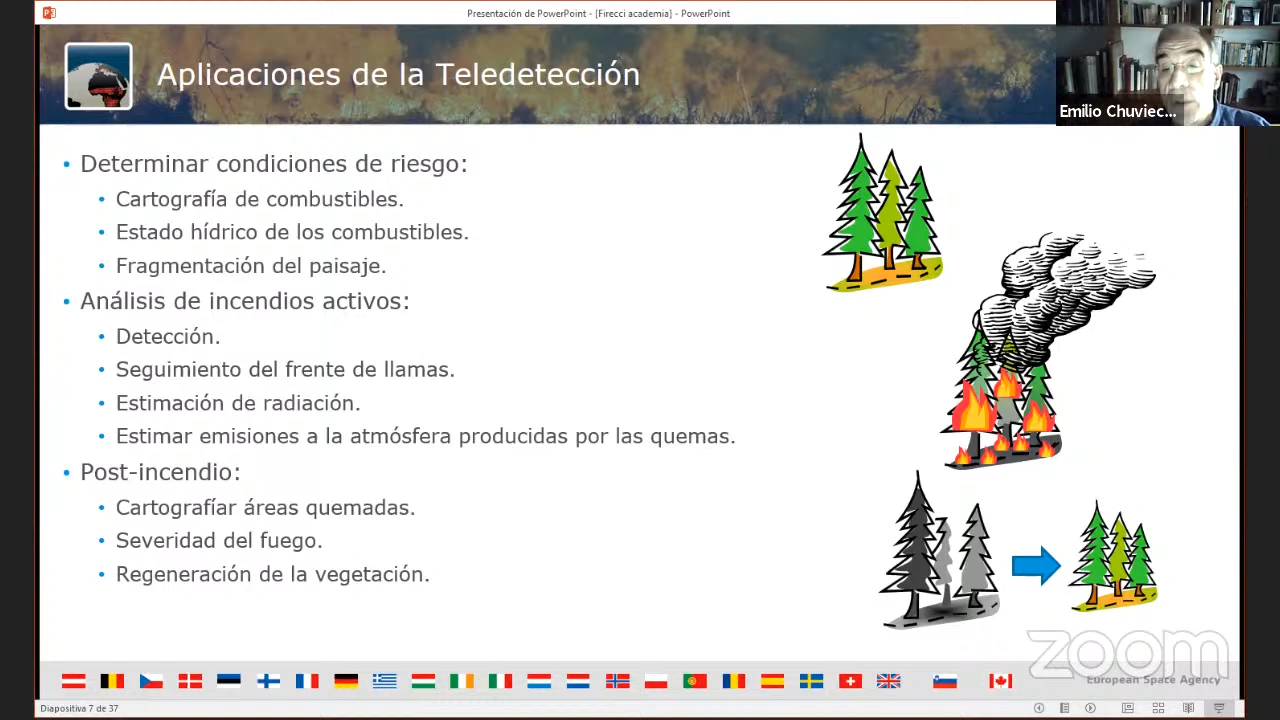 Presentación de PowerPoint - [Firecci academia] - PowerPoint
Aplicaciones de la Teledetección
Emilio Chuviec...
• Determinar condiciones de riesgo:
• Cartografía de combustibles.
• Estado hídrico de los combustibles.
• Fragmentación del paisaje.
• Análisis de incendios activos:
• Detección.
• Seguimiento del frente de llamas.
• Estimación de radiación.
• Estimar emisiones a la atmósfera producidas por las quemas.
• Post-incendio:
• Cartografíar áreas quemadas.
• Severidad del fuego.
• Regeneración de la vegetación.
zoom
European Space Agency
Diapositiva 7 de 37